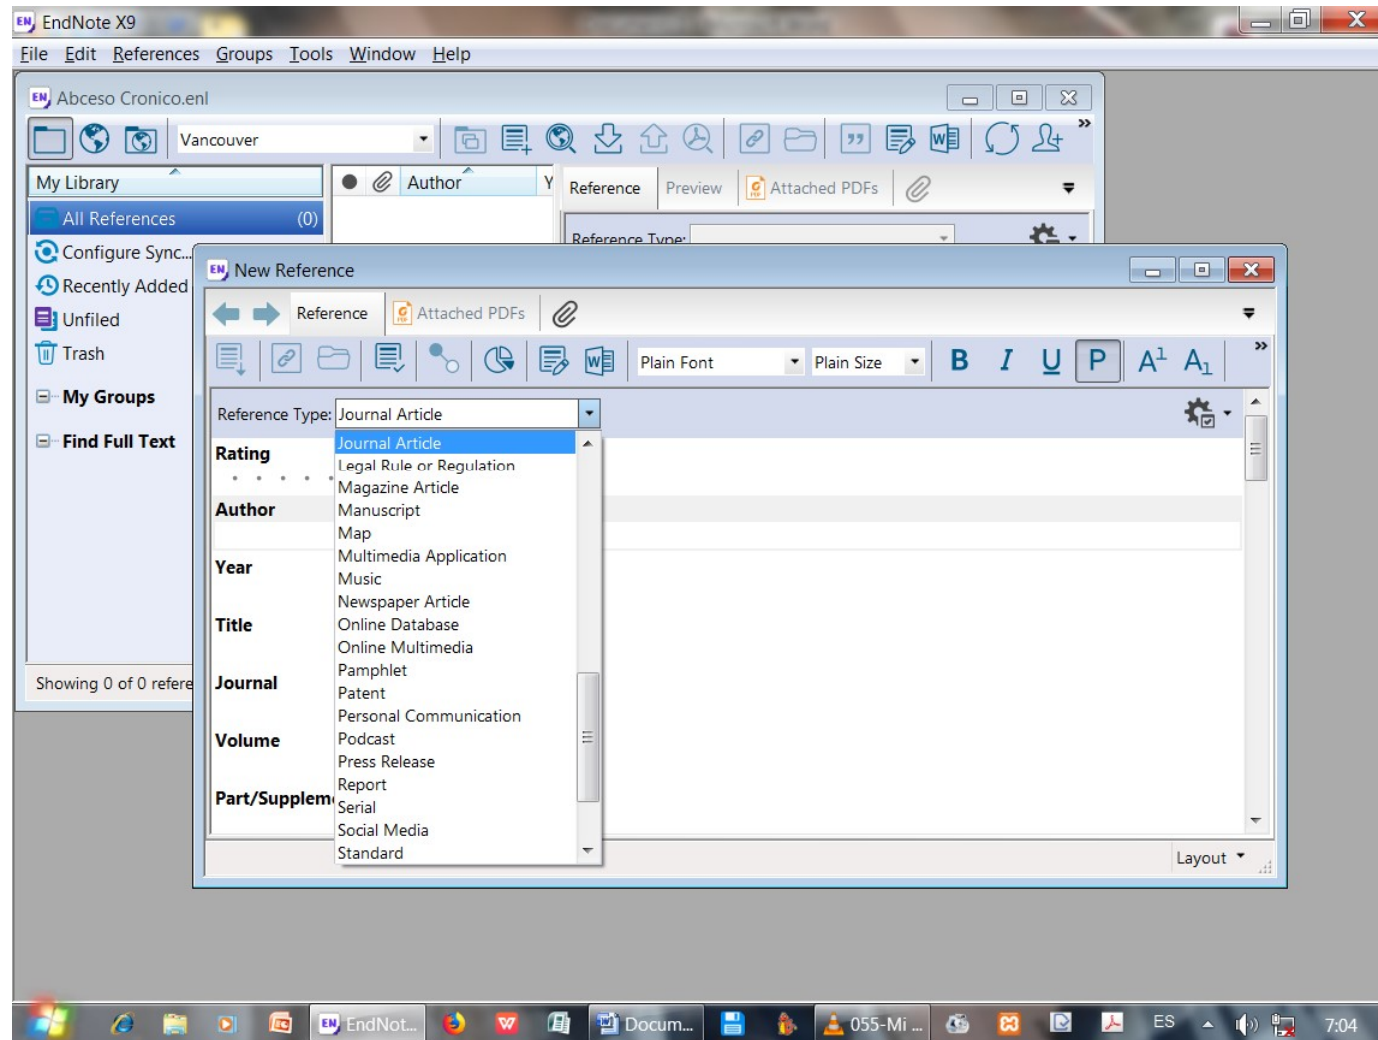 EndNote X9
File Edit References Groups Tools Window Help
Abceso Cronico.enl
Vancouver
My Library
Author
Y
Reference Preview Attached PDFs
All References (0)
Reference Type:
Configure Sync...
Recently Added
Unfiled
Trash
My Groups
Find Full Text
Showing 0 of 0 refere
New Reference
Reference Attached PDFs
Plain Font Plain Size B I U P A1 A1
Reference Type: Journal Article
Rating
Author
Year
Title
Journal
Volume
Part/Supplem
Journal Article
Legal Rule or Regulation
Magazine Article
Manuscript
Map
Multimedia Application
Music
Newspaper Article
Online Database
Online Multimedia
Pamphlet
Patent
Personal Communication
Podcast
Press Release
Report
Serial
Social Media
Standard
Layout
EndNot... Docum... 055-Mi ... ES 7:04